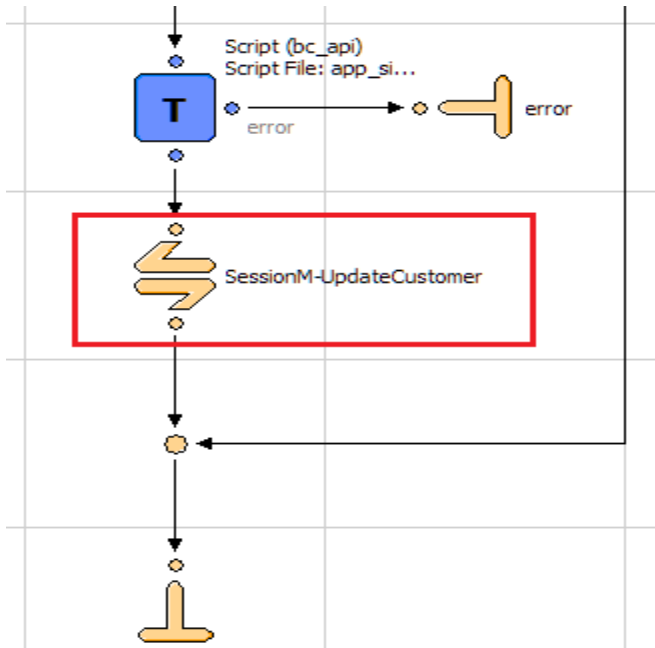 Script (bc_api)
Script File: app_si...
T
error
error
SessionM-UpdateCustomer